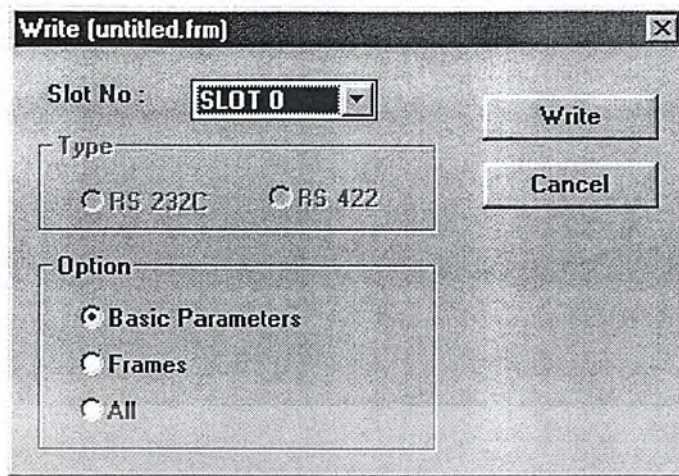 Write (untitled.frm)
Slot No : SLOT 0
Write
Type
Cancel
RS 232C RS 422
Option
Basic Parameters
Frames
All